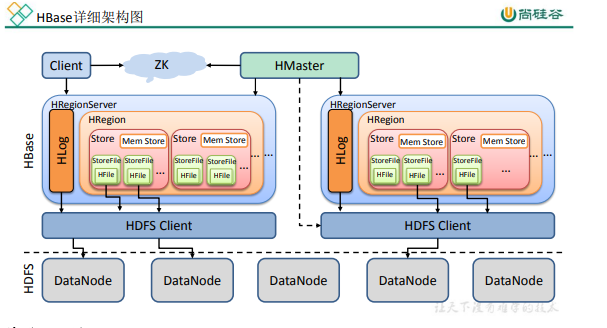 HBase详细架构图
尚硅谷
Client
ZK
HMaster
HBase
HRegionServer
HLog
HRegion
Store
Mem Store
StoreFile
HFile
StoreFile
HFile
...
Store
Mem Store
StoreFile
HFile
StoreFile
HFile
...
...
...
HRegionServer
HLog
HRegion
Store
Mem Store
StoreFile
HFile
StoreFile
HFile
...
Store
Mem Store
StoreFile
HFile
...
...
...
HDFS Client
HDFS Client
HDFS
DataNode
DataNode
DataNode
DataNode
DataNode
让天下没有难学的技术